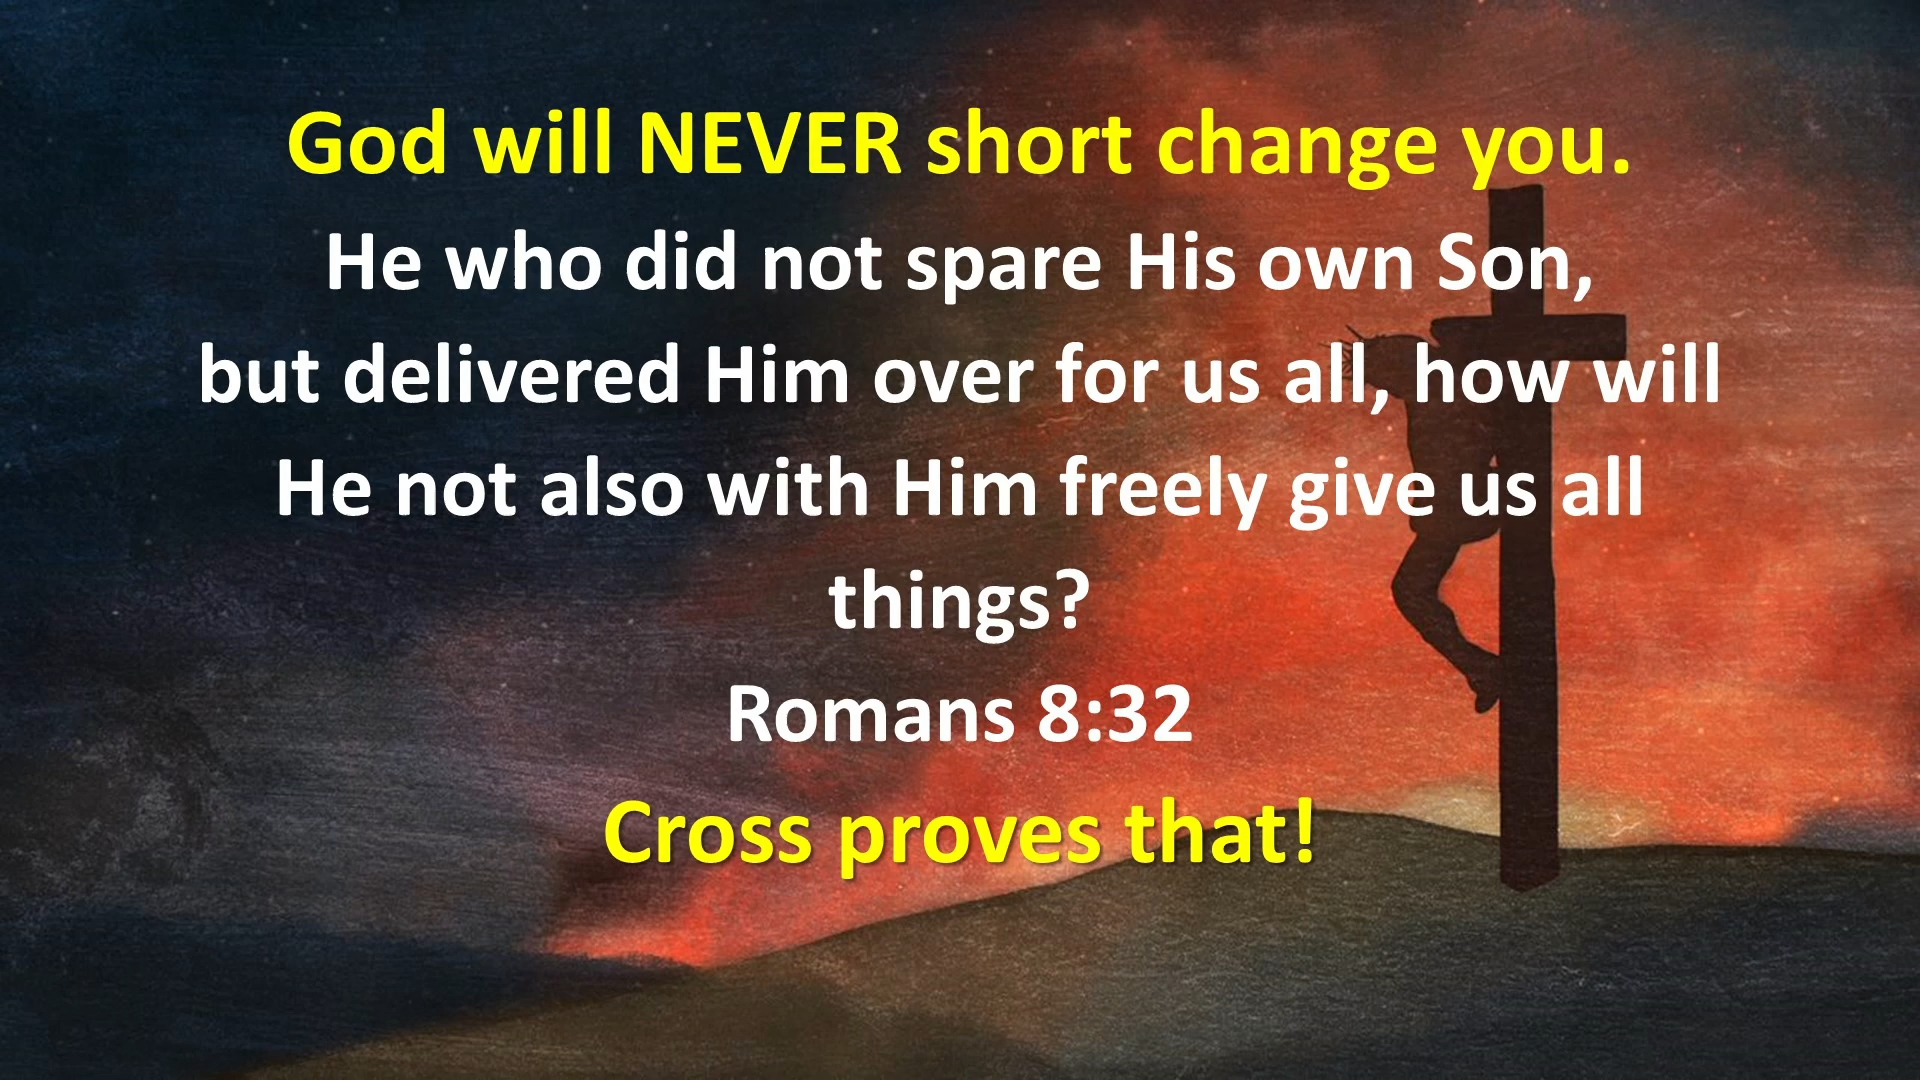 God will NEVER short change you.
He who did not spare His own Son,
but delivered Him over for us all, how will
He not also with Him freely give us all
things?
Romans 8:32
Cross proves that!